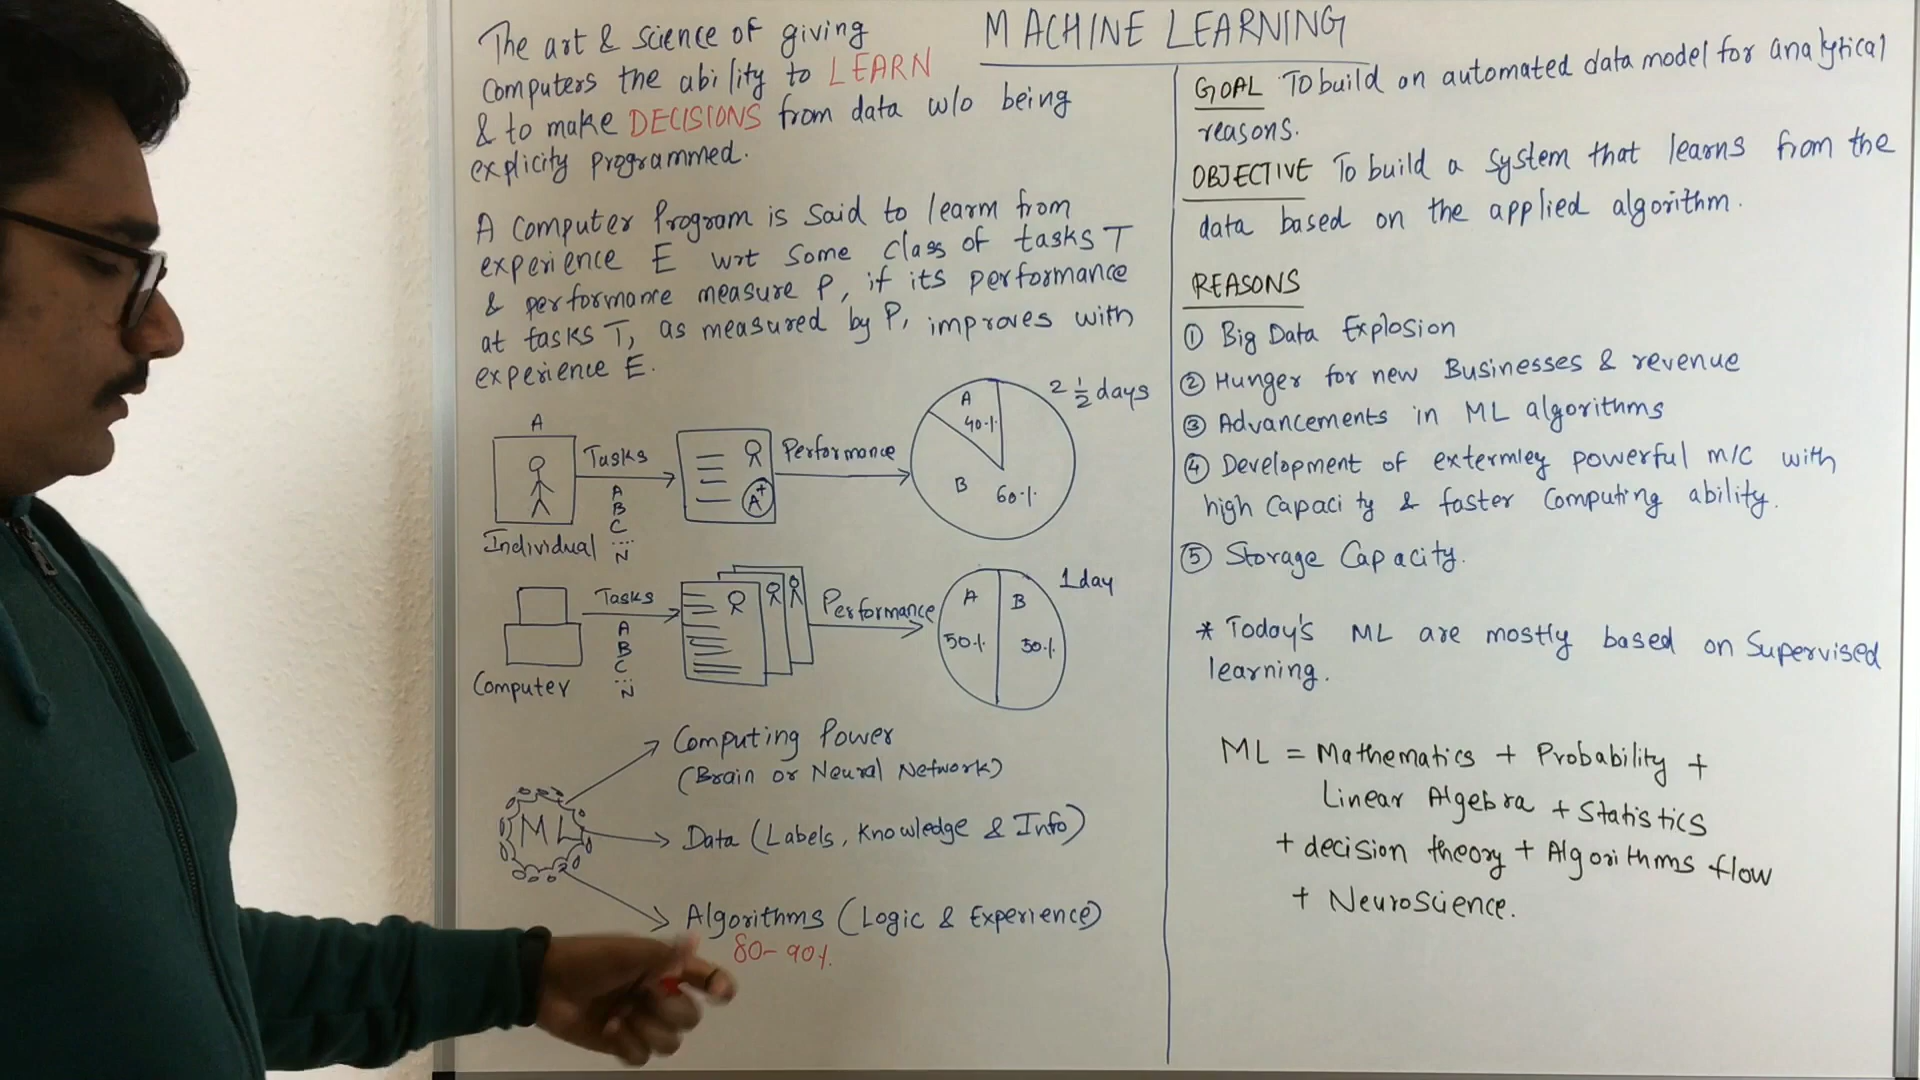 MACHINE LEARNING
The art & science of giving
computers the ability to LEARN
& to make DECISIONS from data w/o being
explicity programmed.
A Computer Program is said to learm from
experience E wrt some class of tasks T
& performance measure P, if its performance
at tasks T, as measured by P, improves with
experience E.
A
Individual
Tasks
A
B
C
...
N
A+
Performance
A
40%
B
60%
2 1/2 days
Computer
Tasks
A
B
C
...
N
Performance
A
50%
B
50%
1 day
ML
Computing Power
(Brain or Neural Network)
Data (Labels, Knowledge & Info)
Algorithms (Logic & Experience)
80-90%
GOAL To build an automated data model for analytical
reasons.
OBJECTIVE To build a system that learns from the
data based on the applied algorithm.
REASONS
① Big Data Explosion
② Hunger for new Businesses & revenue
③ Advancements in ML algorithms
④ Development of extermley powerful m/c with
high Capacity & faster Computing ability.
⑤ Storage Capacity.
* Today's ML are mostly based on Supervised
learning.
ML = Mathematics + Probability +
Linear Algebra + Statistics
+ decision theory + Algorithms flow
+ NeuroScience.